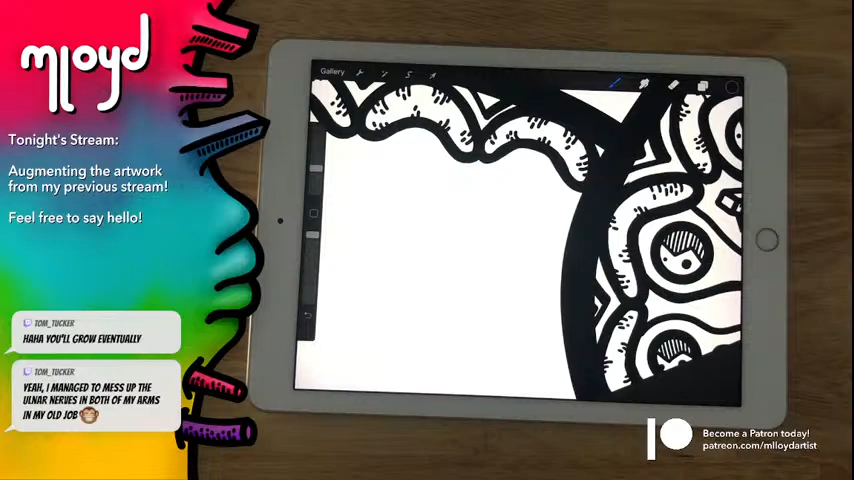 mlloyd
Tonight's Stream:
Augmenting the artwork
from my previous stream!
Feel free to say hello!
TOM_TUCKER
HAHA YOU'LL GROW EVENTUALLY
TOM_TUCKER
YEAH, I MANAGED TO MESS UP THE
ULNAR NERVES IN BOTH OF MY ARMS
IN MY OLD JOB
Gallery
Become a Patron today!
patreon.com/mlloydartist